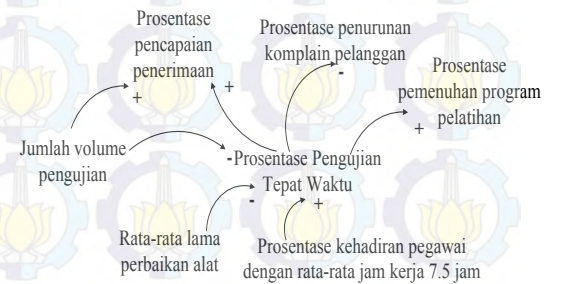 Prosentase
pencapaian
penerimaan
+
+
Prosentase penurunan
komplain pelanggan
-
Prosentase
pemenuhan program
pelatihan
+
Jumlah volume
pengujian
-Prosentase Pengujian
Tepat Waktu
-
+
Rata-rata lama
perbaikan alat
Prosentase kehadiran pegawai
dengan rata-rata jam kerja 7.5 jam